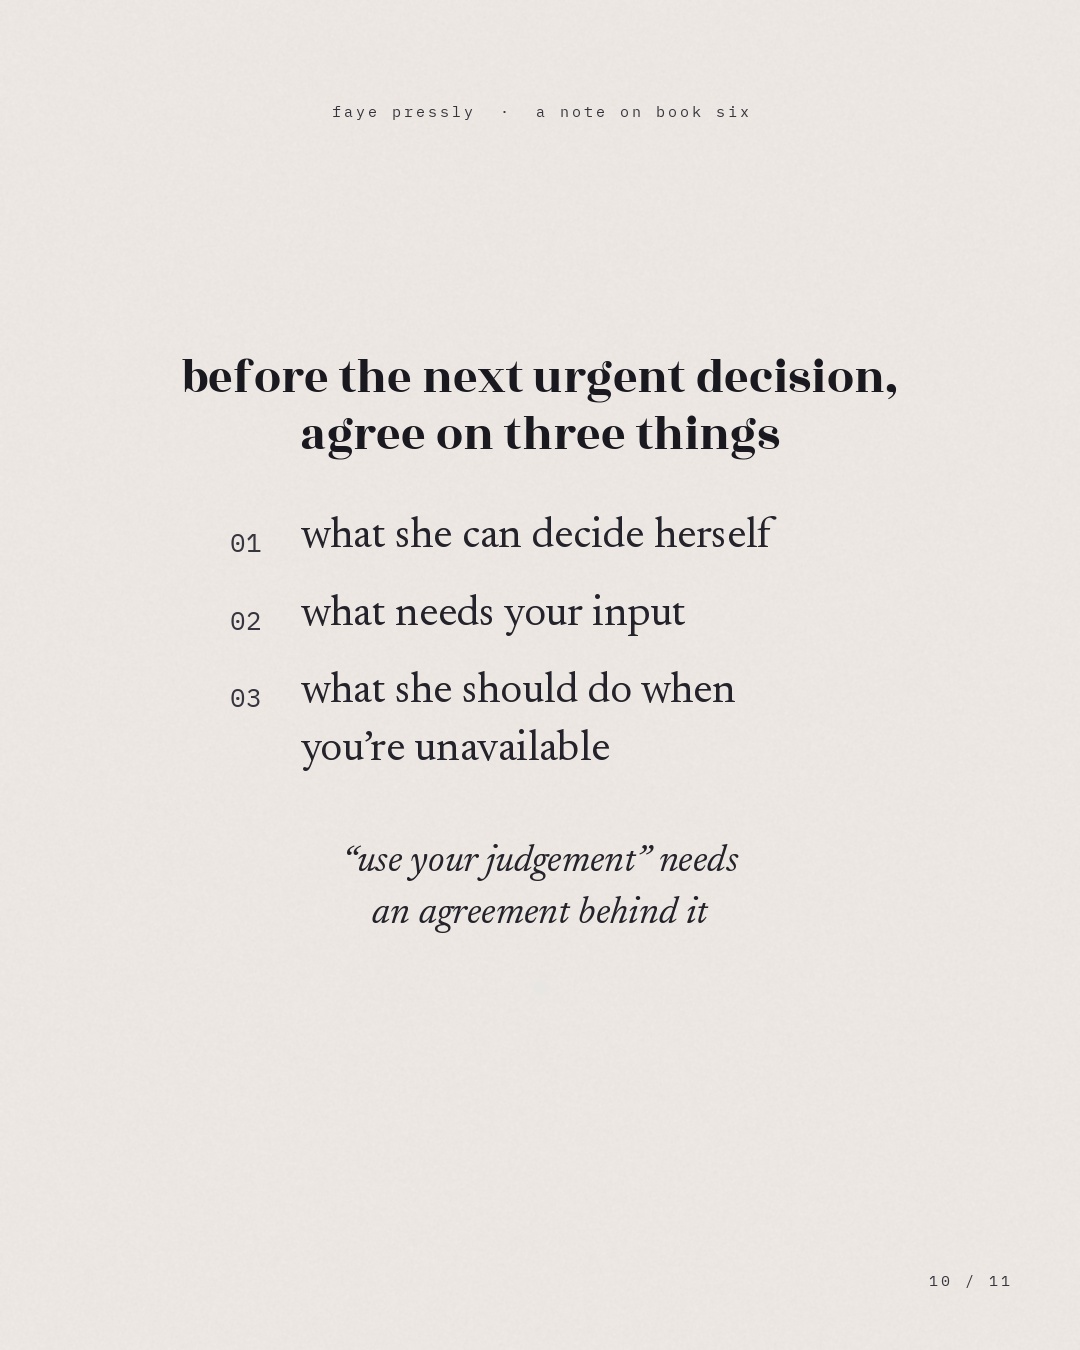 faye pressly · a note on book six
before the next urgent decision,
agree on three things
01 what she can decide herself
02 what needs your input
03 what she should do when
you’re unavailable
“use your judgement” needs
an agreement behind it
10 / 11